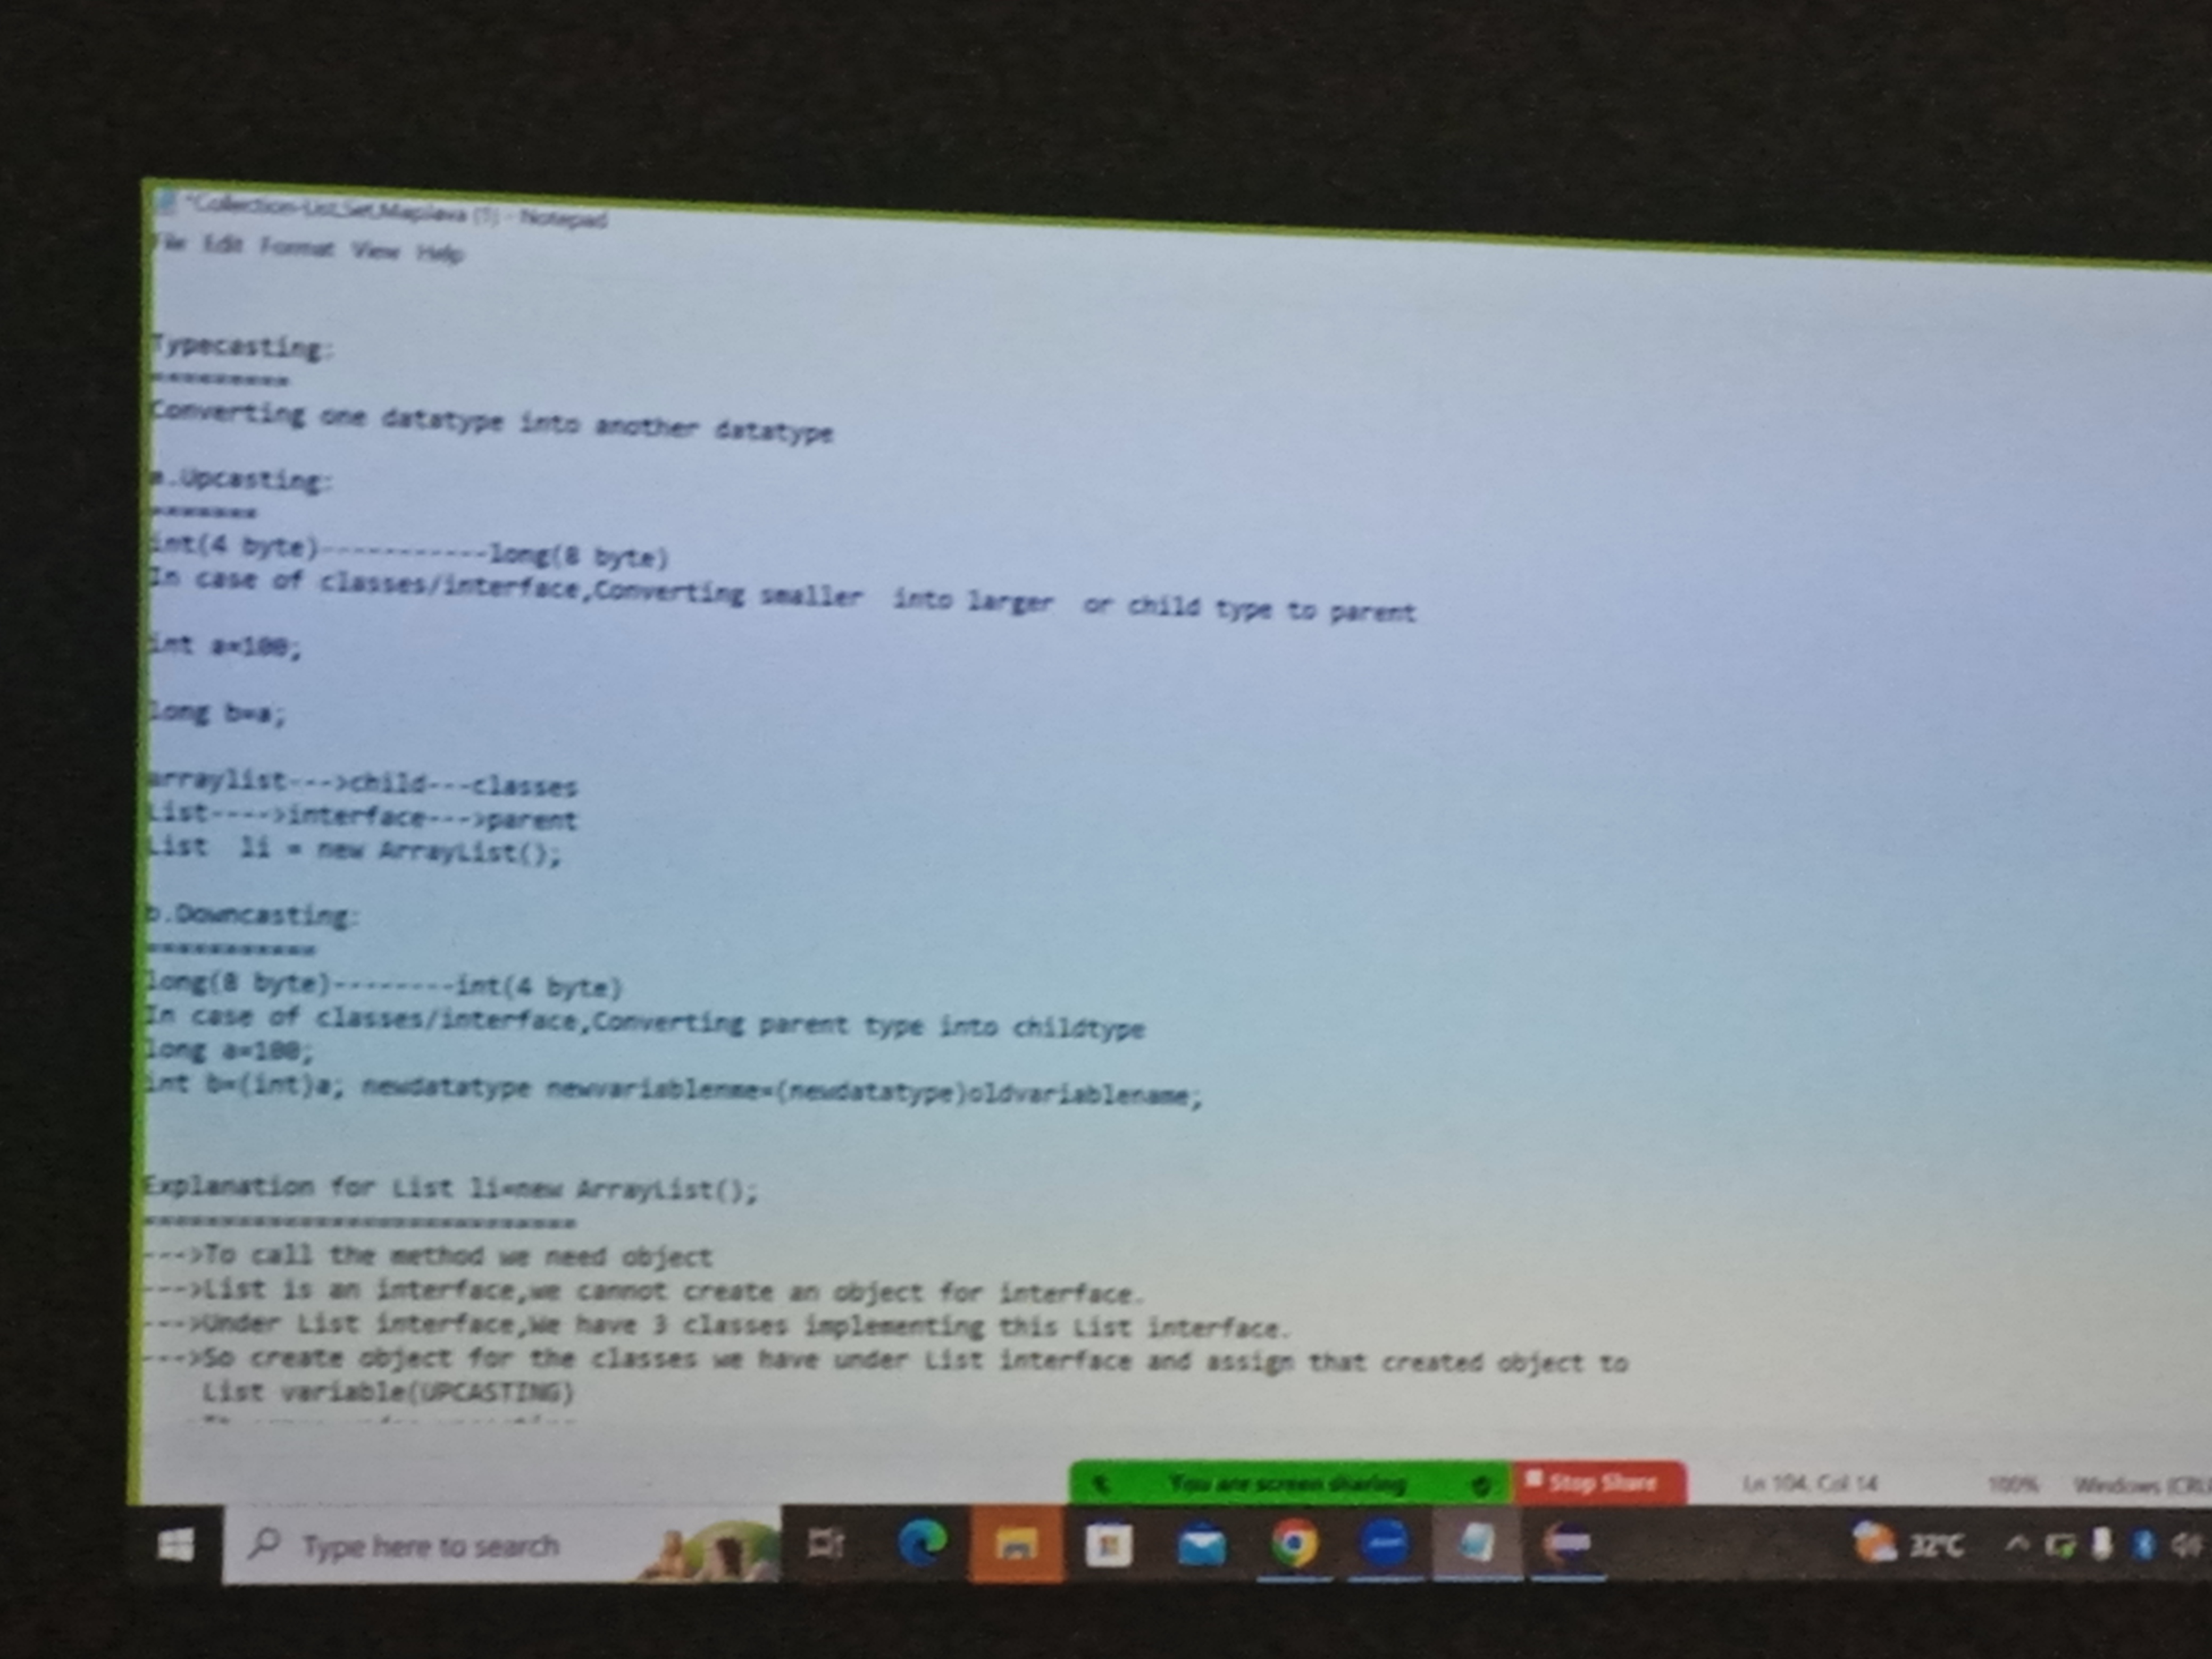 *Collection-List,Set,MapJava (1) - Notepad
File Edit Format View Help
Typecasting:
=========
Converting one datatype into another datatype
a.Upcasting:
=======
int(4 byte)-----------long(8 byte)
In case of classes/interface,Converting smaller  into larger  or child type to parent
int a=100;
long b=a;
arraylist--->child---classes
List---->interface--->parent
List  li = new ArrayList();
b.Downcasting:
===========
long(8 byte)--------int(4 byte)
In case of classes/interface,Converting parent type into childtype
long a=100;
int b=(int)a; newdatatype newvariablenme=(newdatatype)oldvariablename;
Explanation for List li=new ArrayList();
============================
--->To call the method we need object
--->List is an interface,we cannot create an object for interface.
--->Under List interface,We have 3 classes implementing this List interface.
--->So create object for the classes we have under List interface and assign that created object to
List variable(UPCASTING)
You are screen sharing Stop Share Ln 104, Col 14 100% Windows (CRLF
Type here to search 32°C